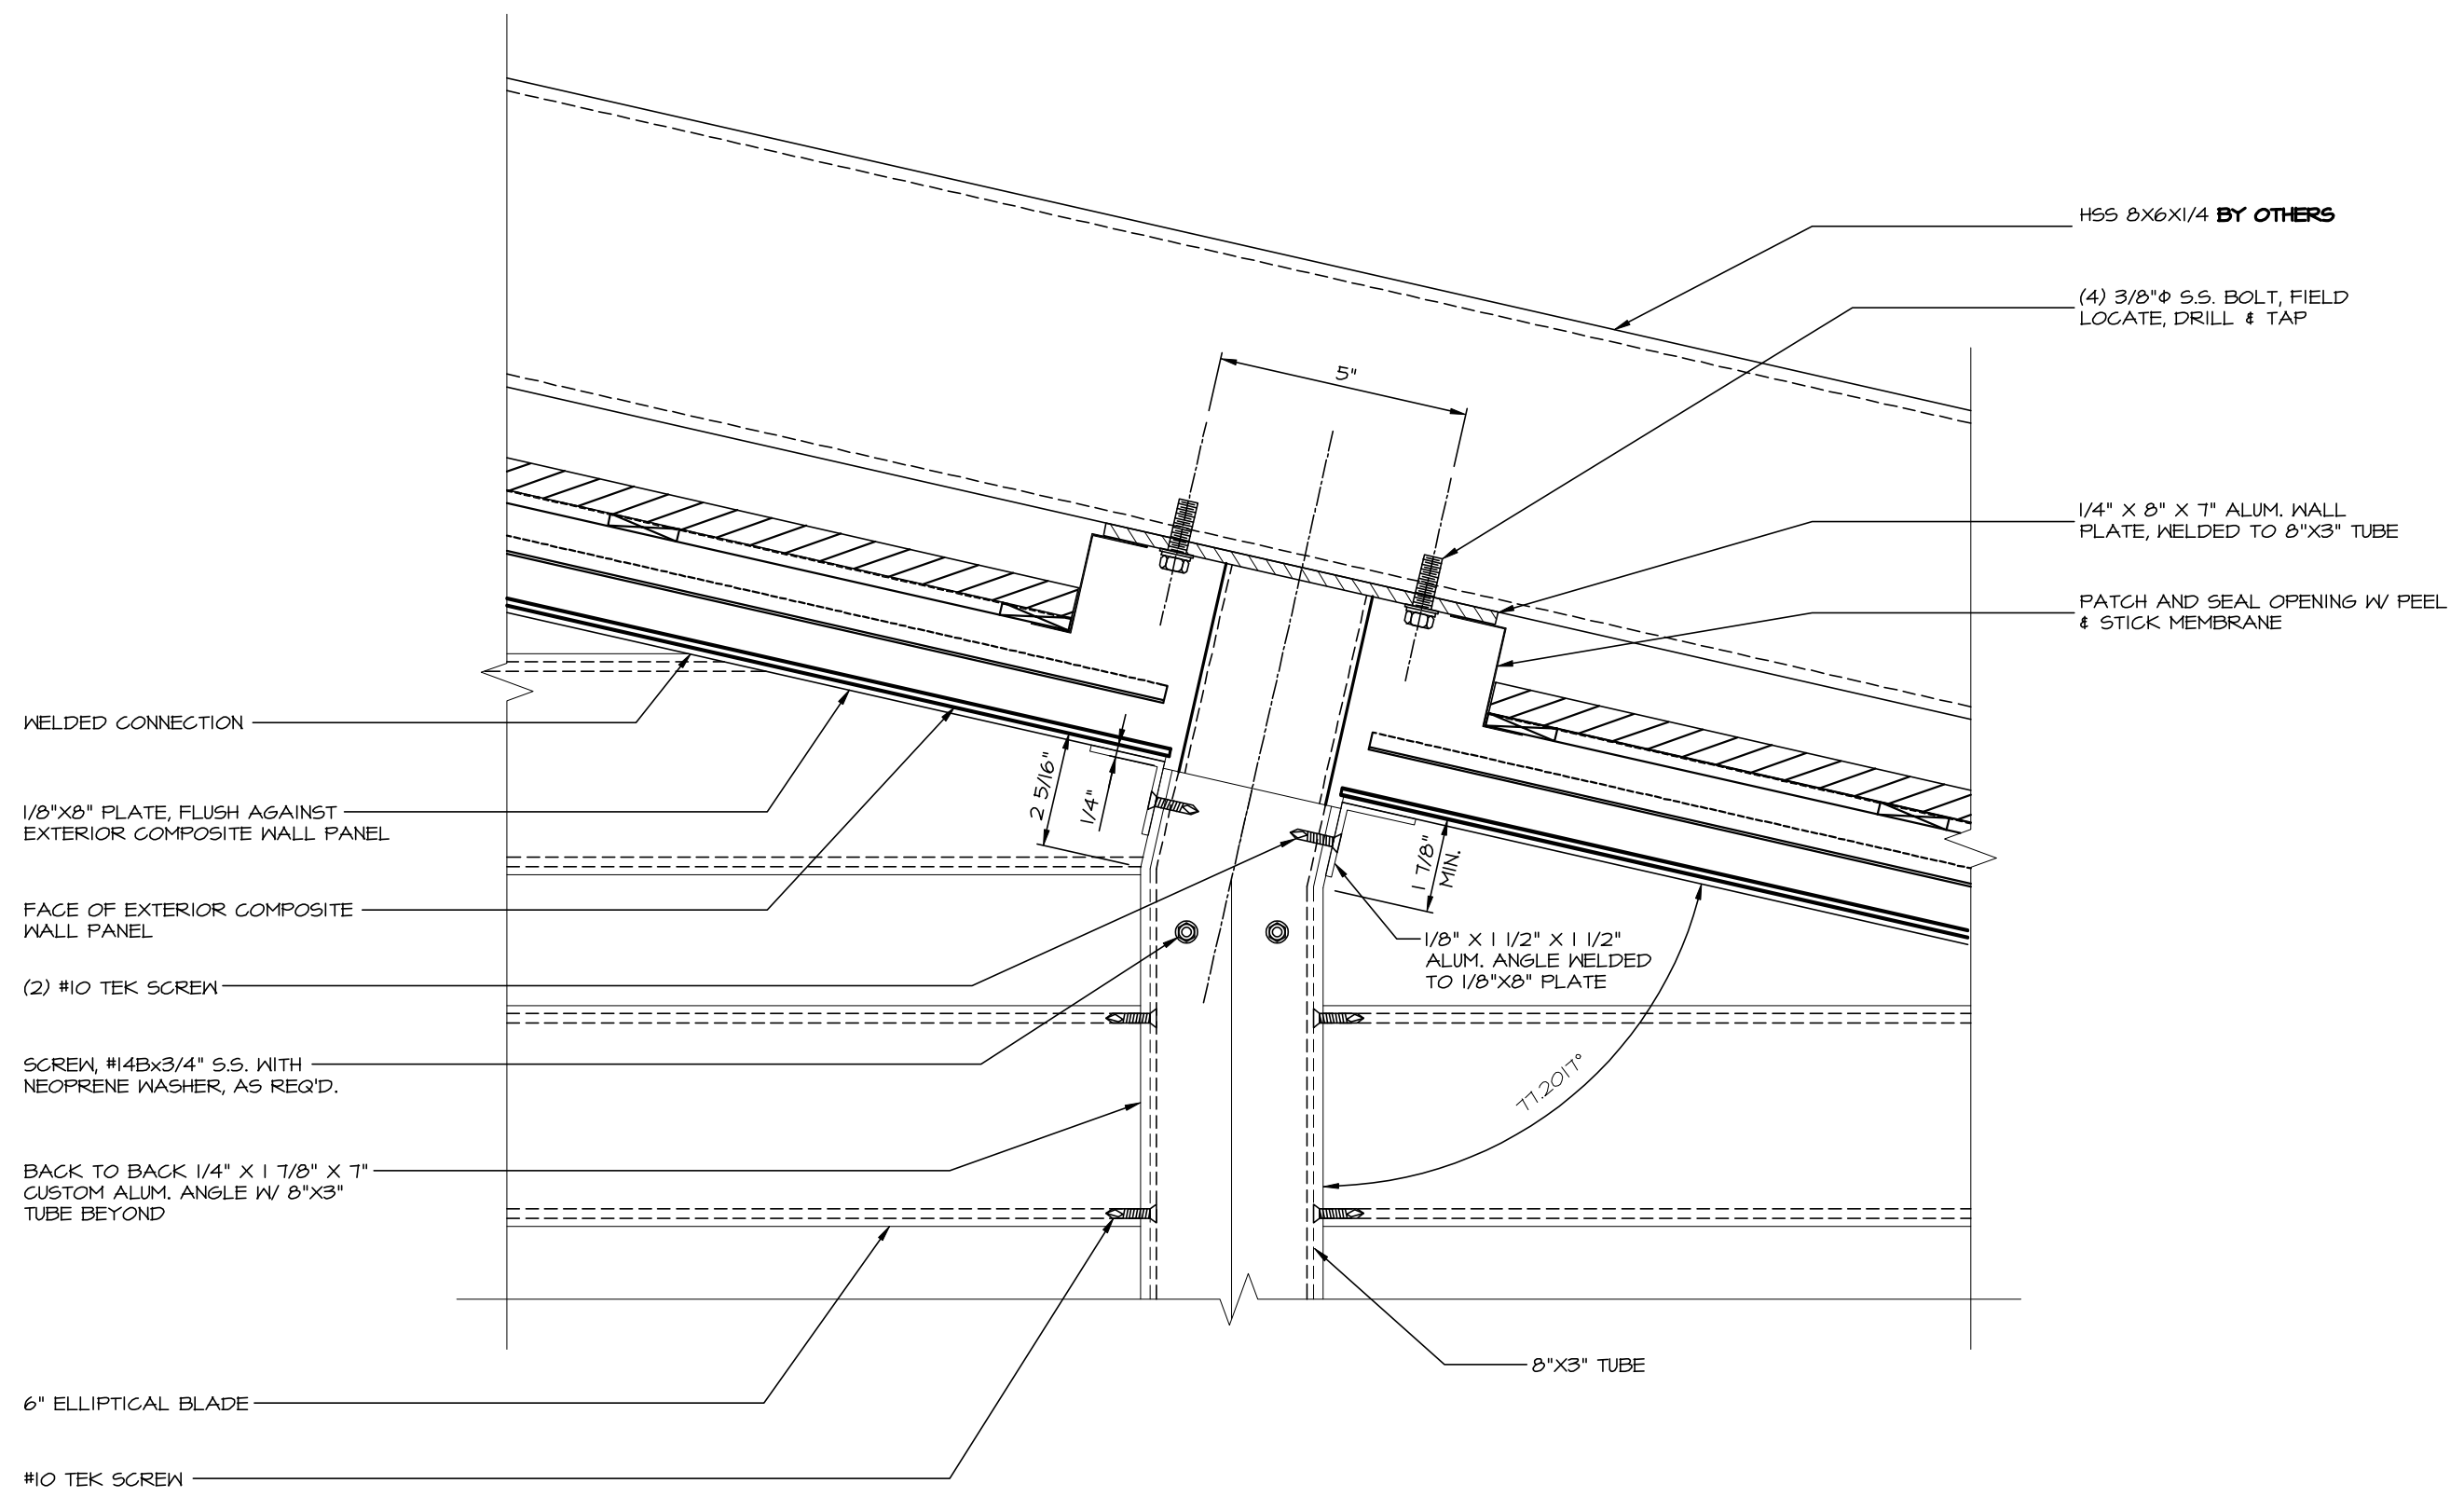 HSS 8X6X1/4 BY OTHERS
(4) 3/8"Φ S.S. BOLT, FIELD
LOCATE, DRILL & TAP
5"
1/4" X 8" X 7" ALUM. WALL
PLATE, WELDED TO 8"X3" TUBE
PATCH AND SEAL OPENING W/ PEEL
& STICK MEMBRANE
WELDED CONNECTION
1/8"X8" PLATE, FLUSH AGAINST
EXTERIOR COMPOSITE WALL PANEL
2 5/16"
1/4"
1 7/8"
MIN.
FACE OF EXTERIOR COMPOSITE
WALL PANEL
1/8" X 1 1/2" X 1 1/2"
ALUM. ANGLE WELDED
TO 1/8"X8" PLATE
(2) #10 TEK SCREW
SCREW, #14Bx3/4" S.S. WITH
NEOPRENE WASHER, AS REQ'D.
77.2017°
BACK TO BACK 1/4" X 1 7/8" X 7"
CUSTOM ALUM. ANGLE W/ 8"X3"
TUBE BEYOND
8"X3" TUBE
6" ELLIPTICAL BLADE
#10 TEK SCREW